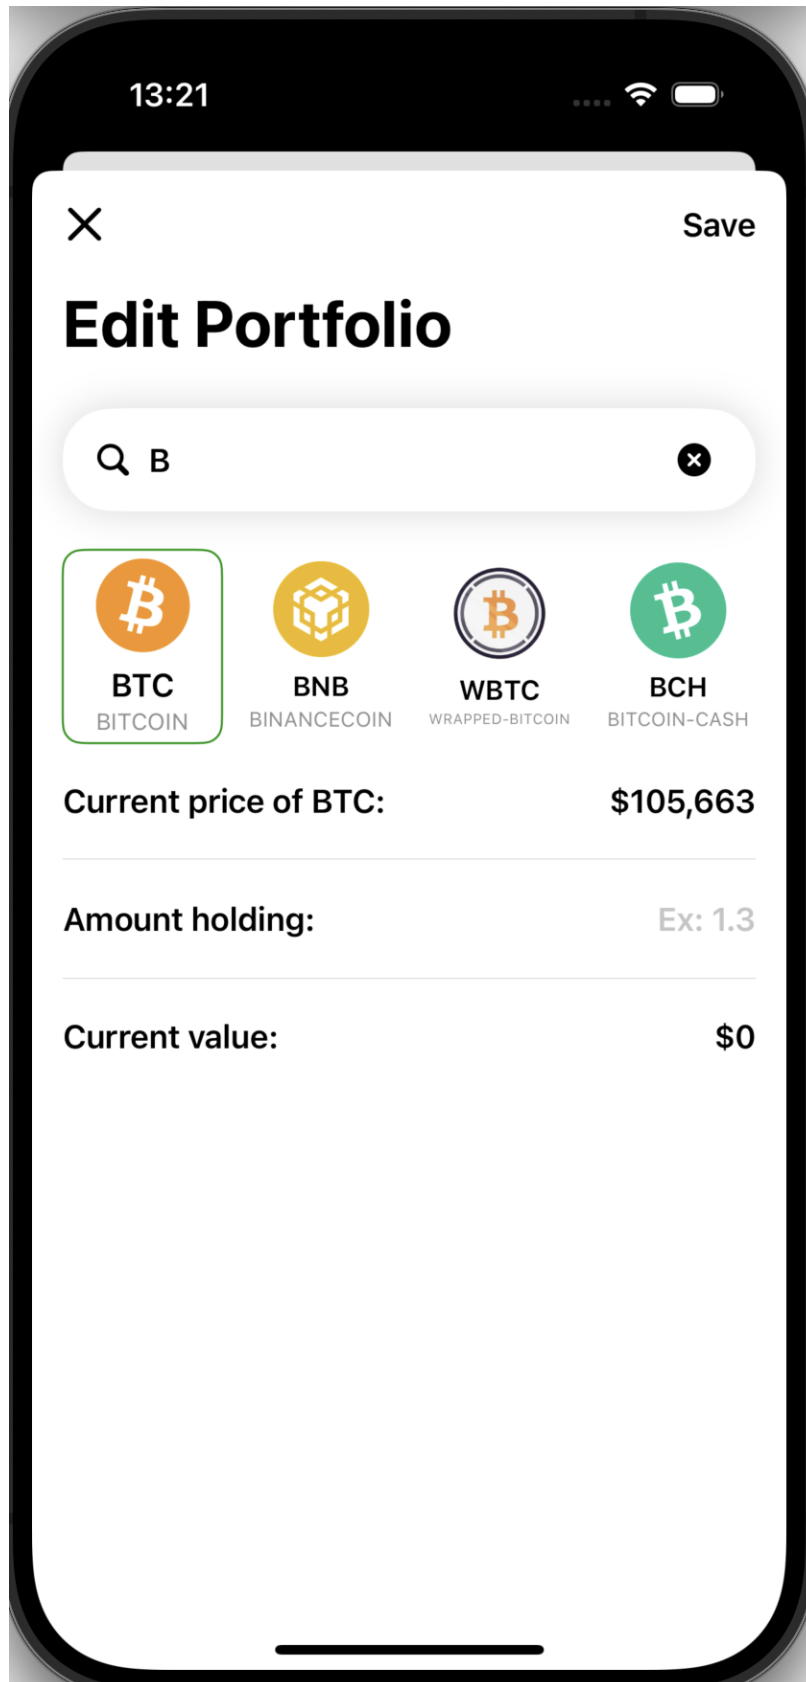 13:21
Save
Edit Portfolio
B
BTC BNB WBTC BCH
BITCOIN BINANCECOIN WRAPPED-BITCOIN BITCOIN-CASH
Current price of BTC: $105,663
Amount holding: Ex: 1.3
Current value: $0